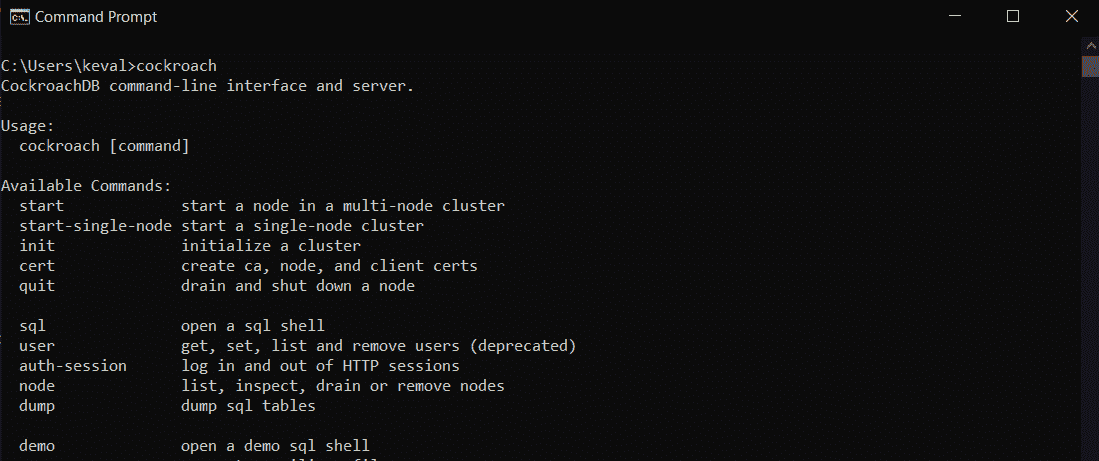 Command Prompt
C:\Users\keval>cockroach
CockroachDB command-line interface and server.
Usage:
  cockroach [command]
Available Commands:
  start             start a node in a multi-node cluster
  start-single-node start a single-node cluster
  init              initialize a cluster
  cert              create ca, node, and client certs
  quit              drain and shut down a node
  sql               open a sql shell
  user              get, set, list and remove users (deprecated)
  auth-session      log in and out of HTTP sessions
  node              list, inspect, drain or remove nodes
  dump              dump sql tables
  demo              open a demo sql shell